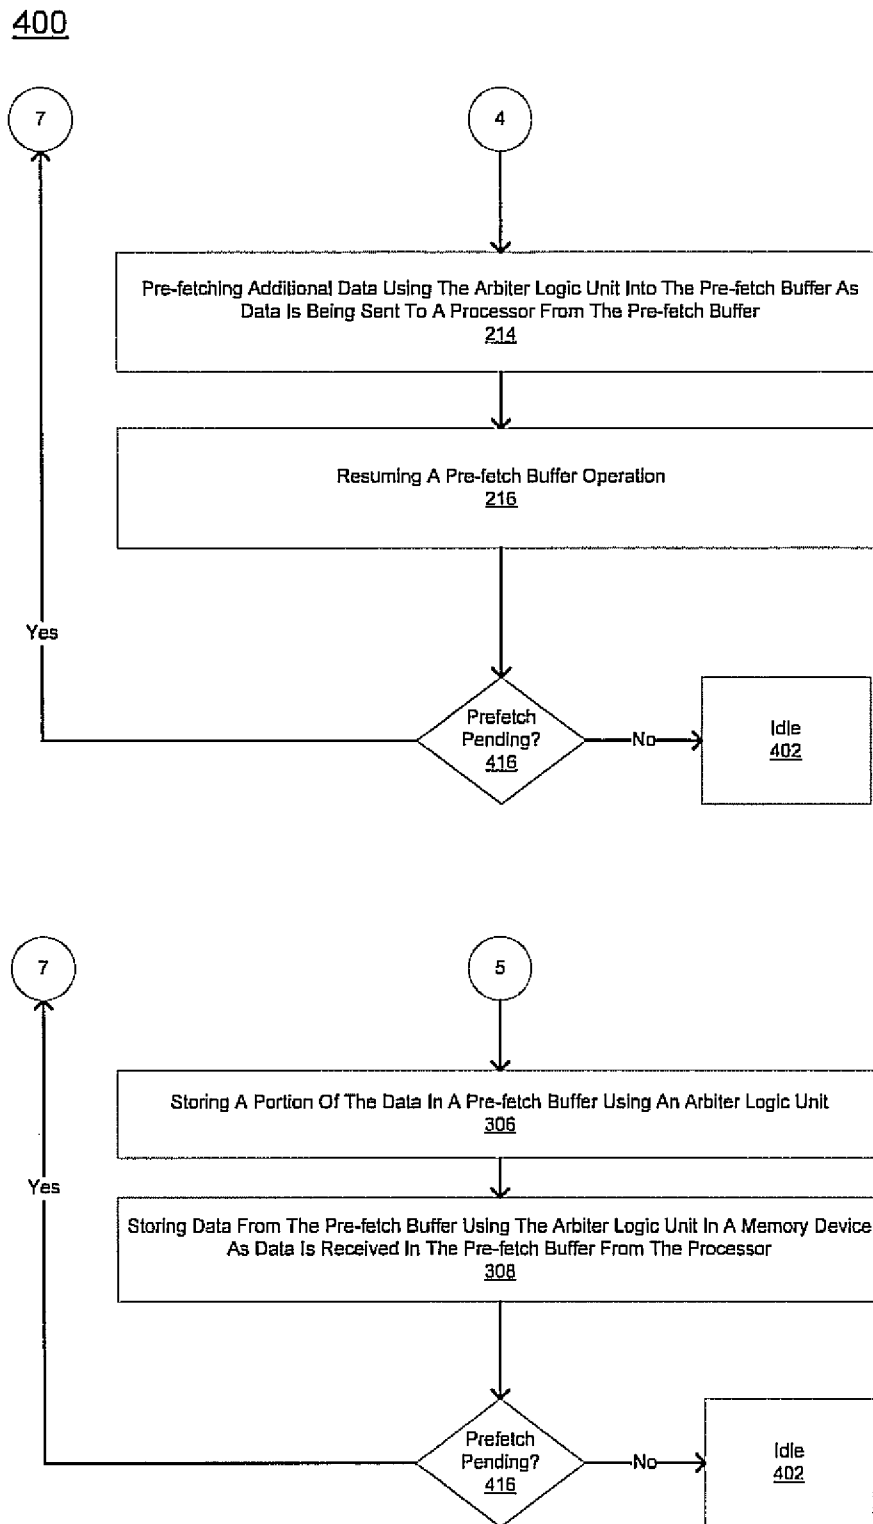 400
7
4
Pre-fetching Additional Data Using The Arbiter Logic Unit Into The Pre-fetch Buffer As
Data Is Being Sent To A Processor From The Pre-fetch Buffer
214
Resuming A Pre-fetch Buffer Operation
216
Yes
Prefetch
Pending?
416
No
Idle
402
7
5
Storing A Portion Of The Data In A Pre-fetch Buffer Using An Arbiter Logic Unit
306
Yes
Storing Data From The Pre-fetch Buffer Using The Arbiter Logic Unit In A Memory Device
As Data Is Received In The Pre-fetch Buffer From The Processor
308
Prefetch
Pending?
416
No
Idle
402